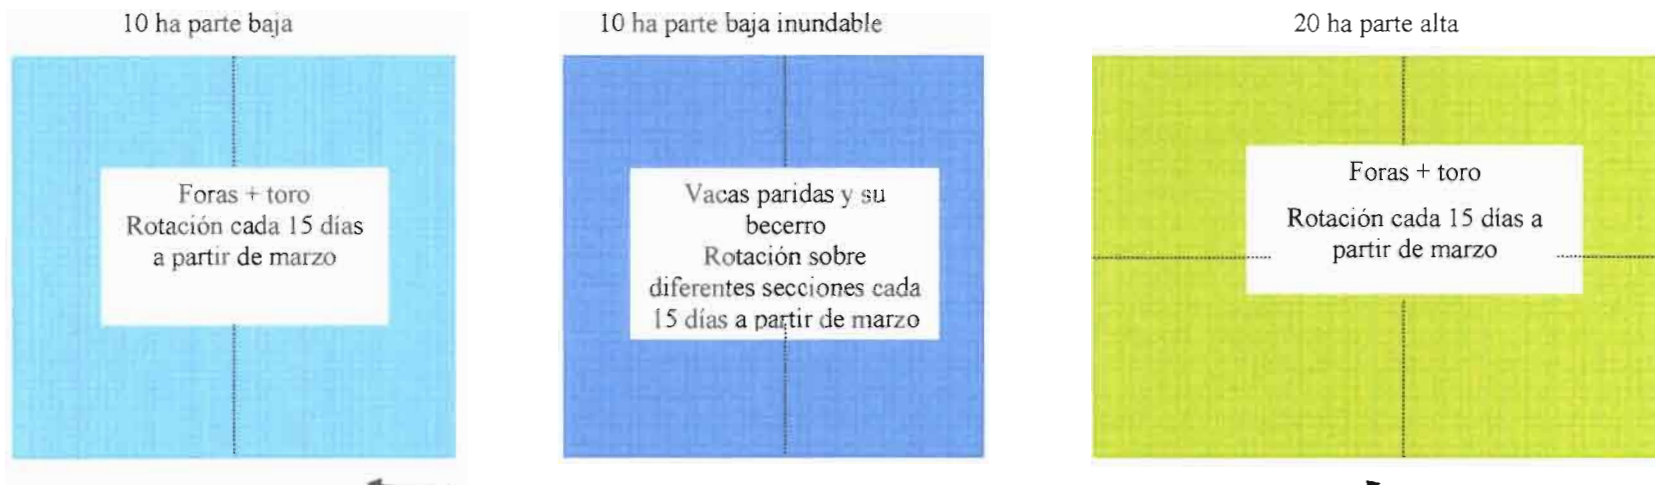 10 ha parte baja
Foras + toro
Rotación cada 15 días
a partir de marzo
10 ha parte baja inundable
Vacas paridas y su
becerro
Rotación sobre
diferentes secciones cada
15 días a partir de marzo
20 ha parte alta
Foras + toro
Rotación cada 15 días a
partir de marzo